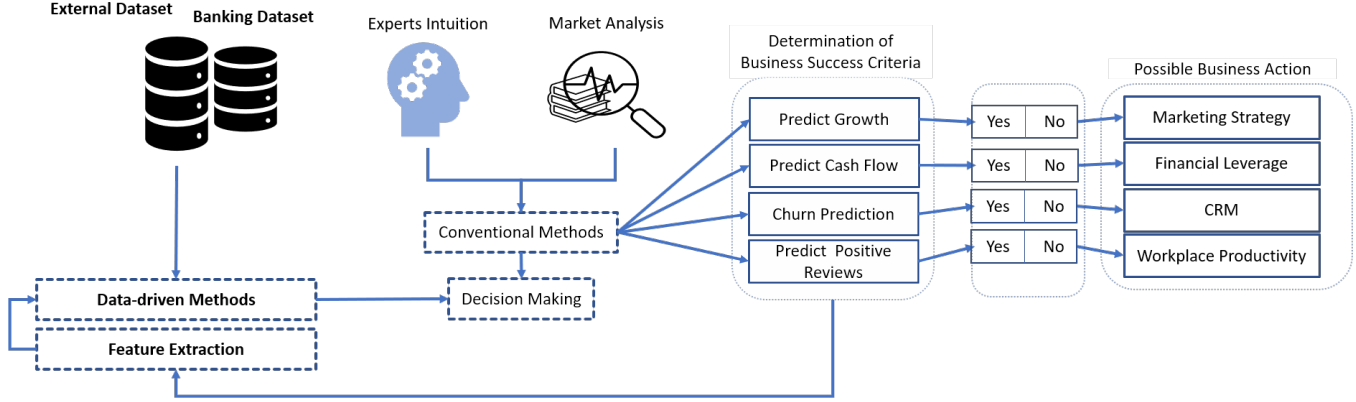 External Dataset
Banking Dataset
Experts Intuition
Market Analysis
Determination of
Business Success Criteria
Possible Business Action
Predict Growth
Yes No
Marketing Strategy
Predict Cash Flow
Yes No
Financial Leverage
Churn Prediction
Yes No
CRM
Predict Positive
Reviews
Yes No
Workplace Productivity
Conventional Methods
Data-driven Methods
Decision Making
Feature Extraction